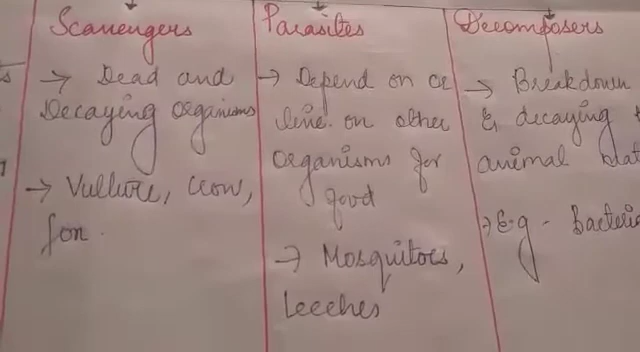 Scavengers
→ Dead and
Decaying Organisms
→ Vulture, Crow,
fox.
Parasites
→ Depend on or
live on other
organisms for
food
→ Mosquitoes,
Leeches
Decomposers
→ Breakdown
& decaying
animal
→ E.g - Bacteria